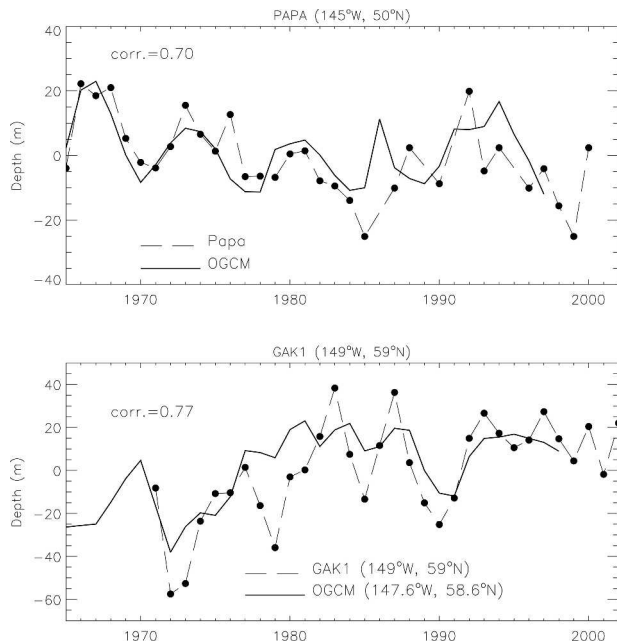 PAPA (145°W, 50°N)
40
20
0
-20
-40
Depth (m)
corr.=0.70
Papa
OGCM
1970
1980
1990
2000
GAK1 (149°W, 59°N)
40
20
0
-20
-40
-60
Depth (m)
corr.=0.77
GAK1 (149°W, 59°N)
OGCM (147.6°W, 58.6°N)
1970
1980
1990
2000